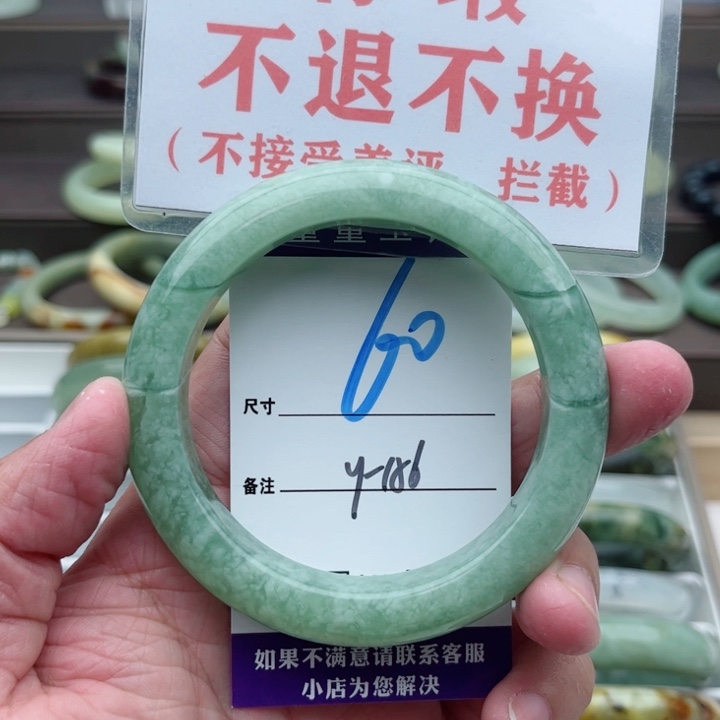 不退不换
（不接受差评 拦截）
60
尺寸
备注 y-186
如果不满意请联系客服
小店为您解决